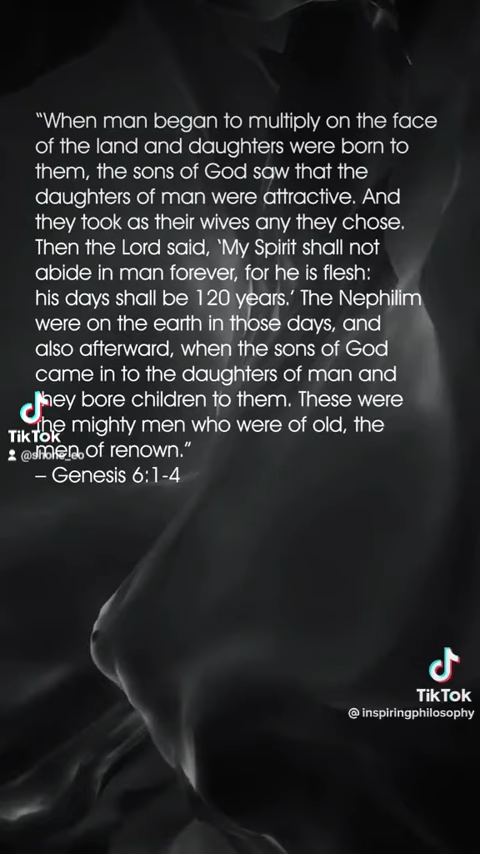 “When man began to multiply on the face
of the land and daughters were born to
them, the sons of God saw that the
daughters of man were attractive. And
they took as their wives any they chose.
Then the Lord said, ‘My Spirit shall not
abide in man forever, for he is flesh:
his days shall be 120 years.’ The Nephilim
were on the earth in those days, and
also afterward, when the sons of God
came in to the daughters of man and
they bore children to them. These were
the mighty men who were of old, the
men of renown.”
– Genesis 6:1-4
TikTok
TikTok
@ inspiringphilosophy